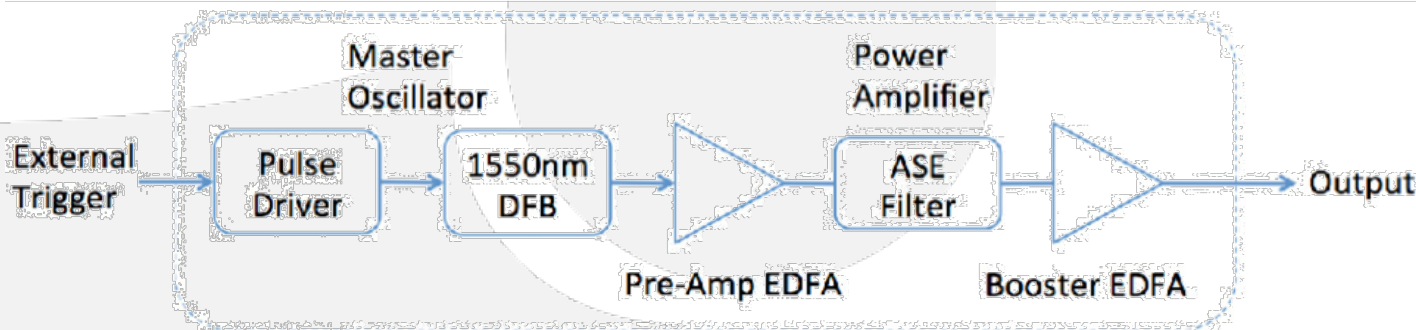 Master
Oscillator
Power
Amplifier
External
Trigger
Pulse
Driver
1550nm
DFB
ASE
Filter
Output
Pre-Amp EDFA
Booster EDFA